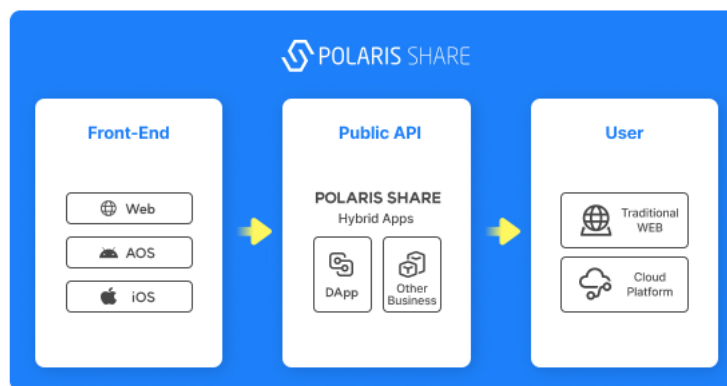 POLARIS SHARE
Front-End
Web
AOS
iOS
Public API
POLARIS SHARE
Hybrid Apps
DApp
Other
Business
User
Traditional
WEB
Cloud
Platform